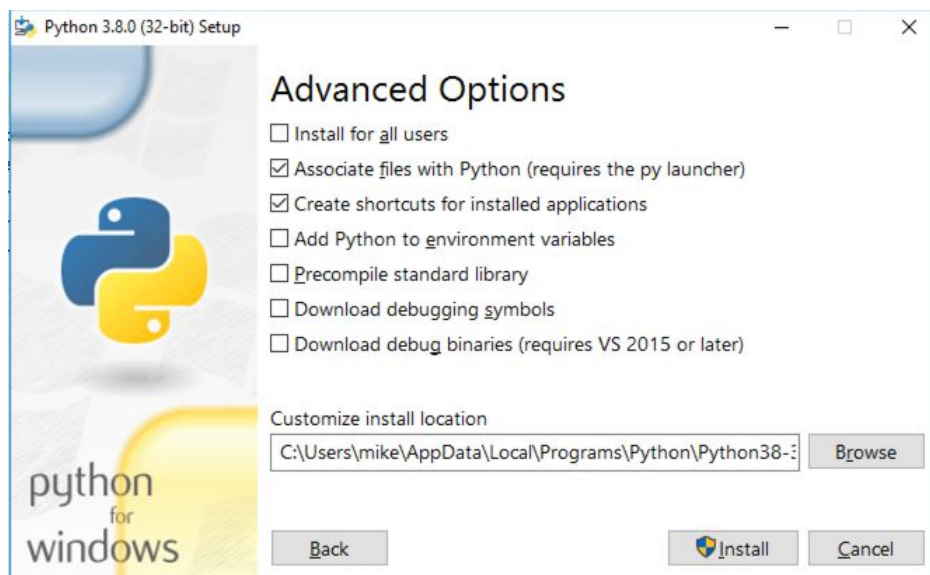 Python 3.8.0 (32-bit) Setup
Advanced Options
Install for all users
Associate files with Python (requires the py launcher)
Create shortcuts for installed applications
Add Python to environment variables
Precompile standard library
Download debugging symbols
Download debug binaries (requires VS 2015 or later)
Customize install location
C:\Users\mike\AppData\Local\Programs\Python\Python38-3
Browse
python
for
windows
Back
Install
Cancel